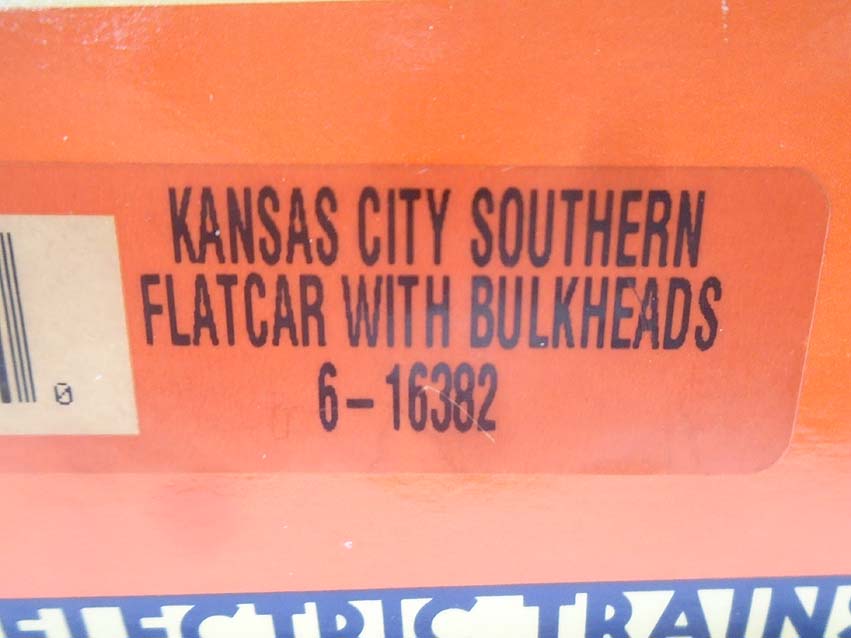 KANSAS CITY SOUTHERN
FLATCAR WITH BULKHEADS
6-16382
0
ELECTRIC TRAINS